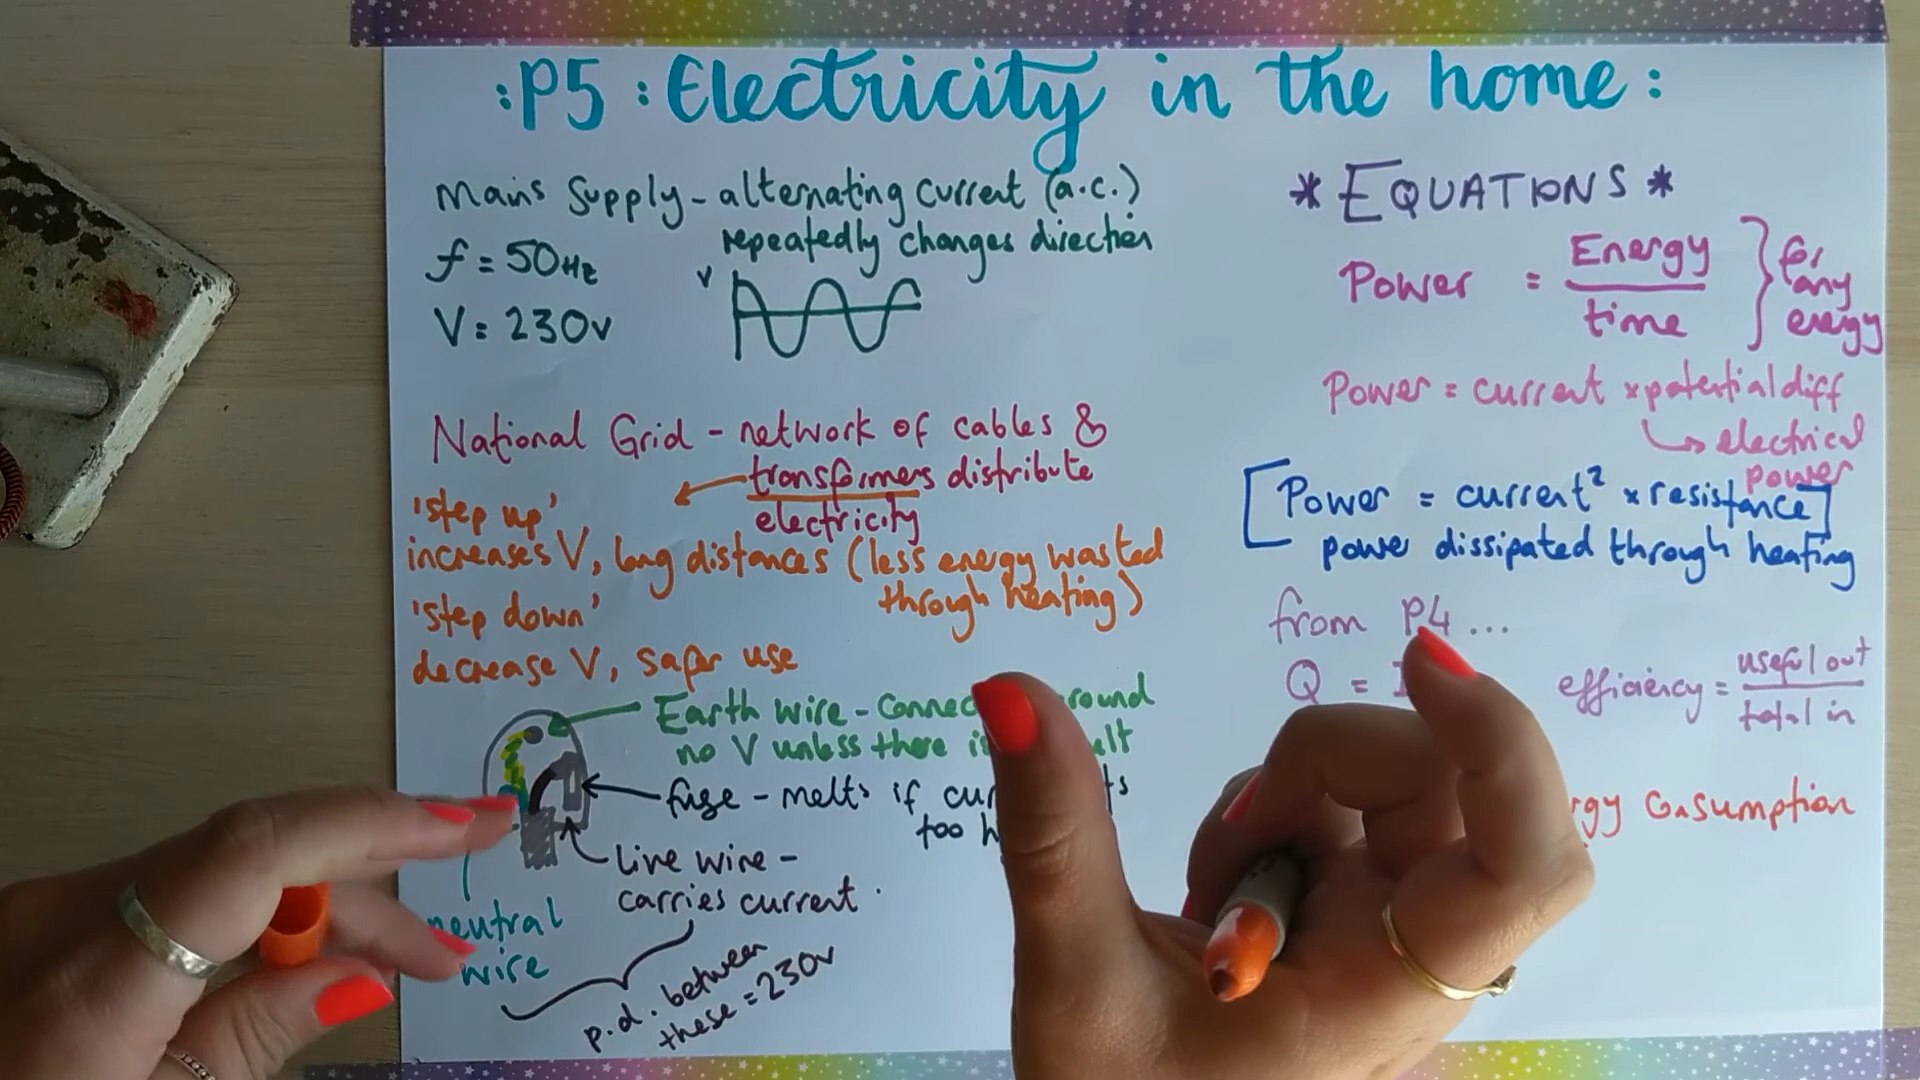 :P5: Electricity in the home:
Mains Supply - alternating current (a.c.)
repeatedly changes direction
f = 50Hz
V = 230v
V
National Grid - network of cables &
transformers distribute
electricity
'step up'
increases V, long distances (less energy wasted
through heating)
'step down'
decrease V, safer use
Earth wire - connec ound
no V unless there i elt
fuse - melts if cur ts
too h
Live wire -
carries current.
neutral
wire
p.d. between
these = 230v
* EQUATIONS *
Power = Energy
time
for
any
energy
Power = current x potential diff
electrical
power
[Power = current² x resistance]
power dissipated through heating
from P4...
Q =
efficiency = useful out
total in
rgy Consumption